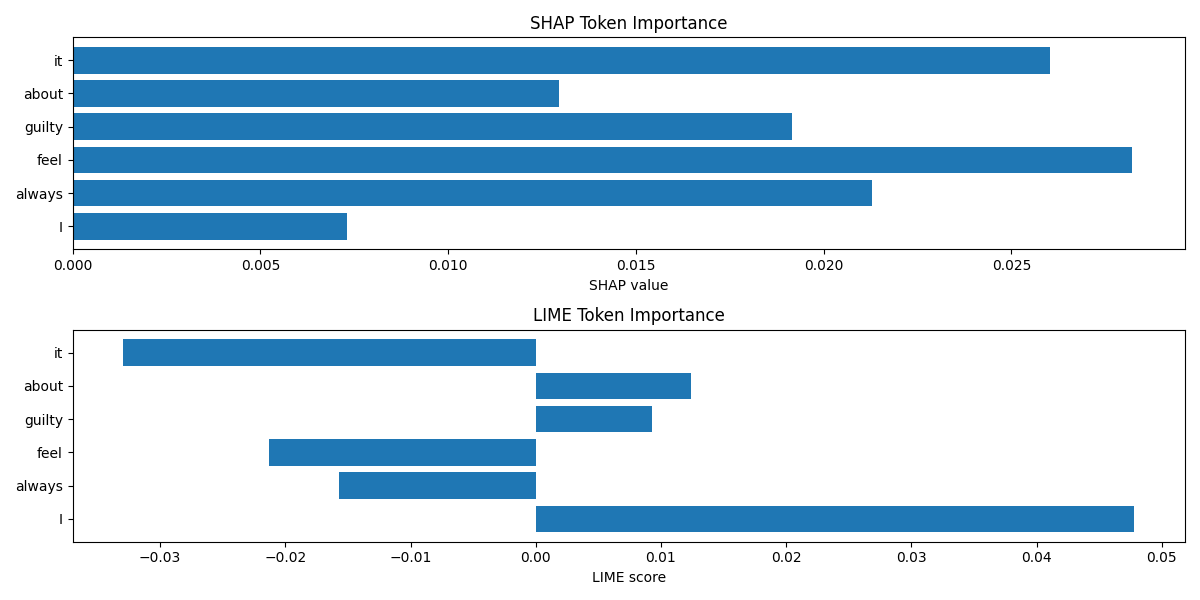 SHAP Token Importance
it
about
guilty
feel
always
I
0.000 0.005 0.010 0.015 0.020 0.025
SHAP value
LIME Token Importance
it
about
guilty
feel
always
I
−0.03 −0.02 −0.01 0.00 0.01 0.02 0.03 0.04 0.05
LIME score